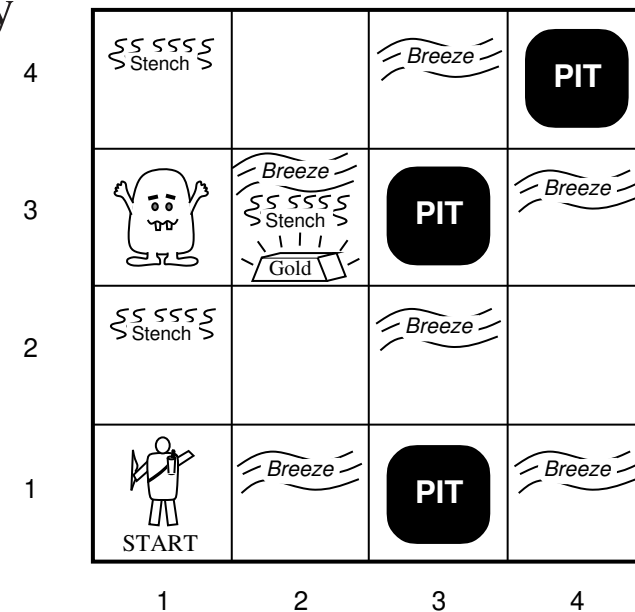 y
4 Stench Breeze PIT
3 Breeze Stench Gold PIT Breeze
2 Stench Breeze
1 START Breeze PIT Breeze
1 2 3 4